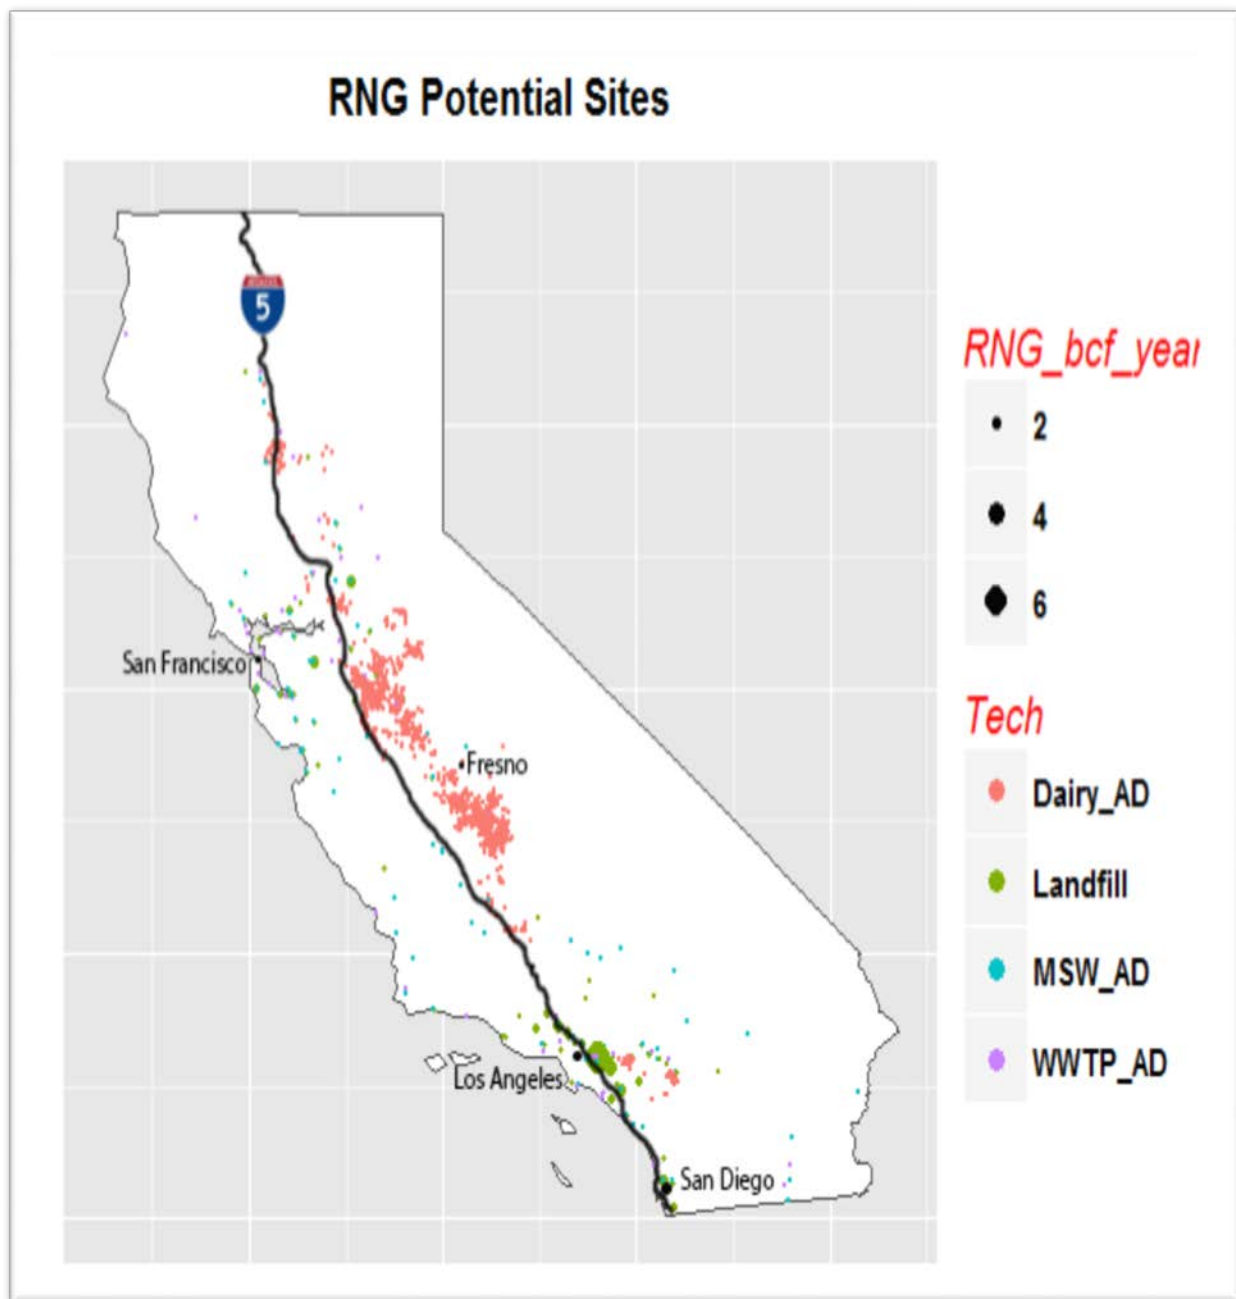 RNG Potential Sites
5
San Francisco
Fresno
Los Angeles
San Diego
RNG_bcf_year
2
4
6
Tech
Dairy_AD
Landfill
MSW_AD
WWTP_AD